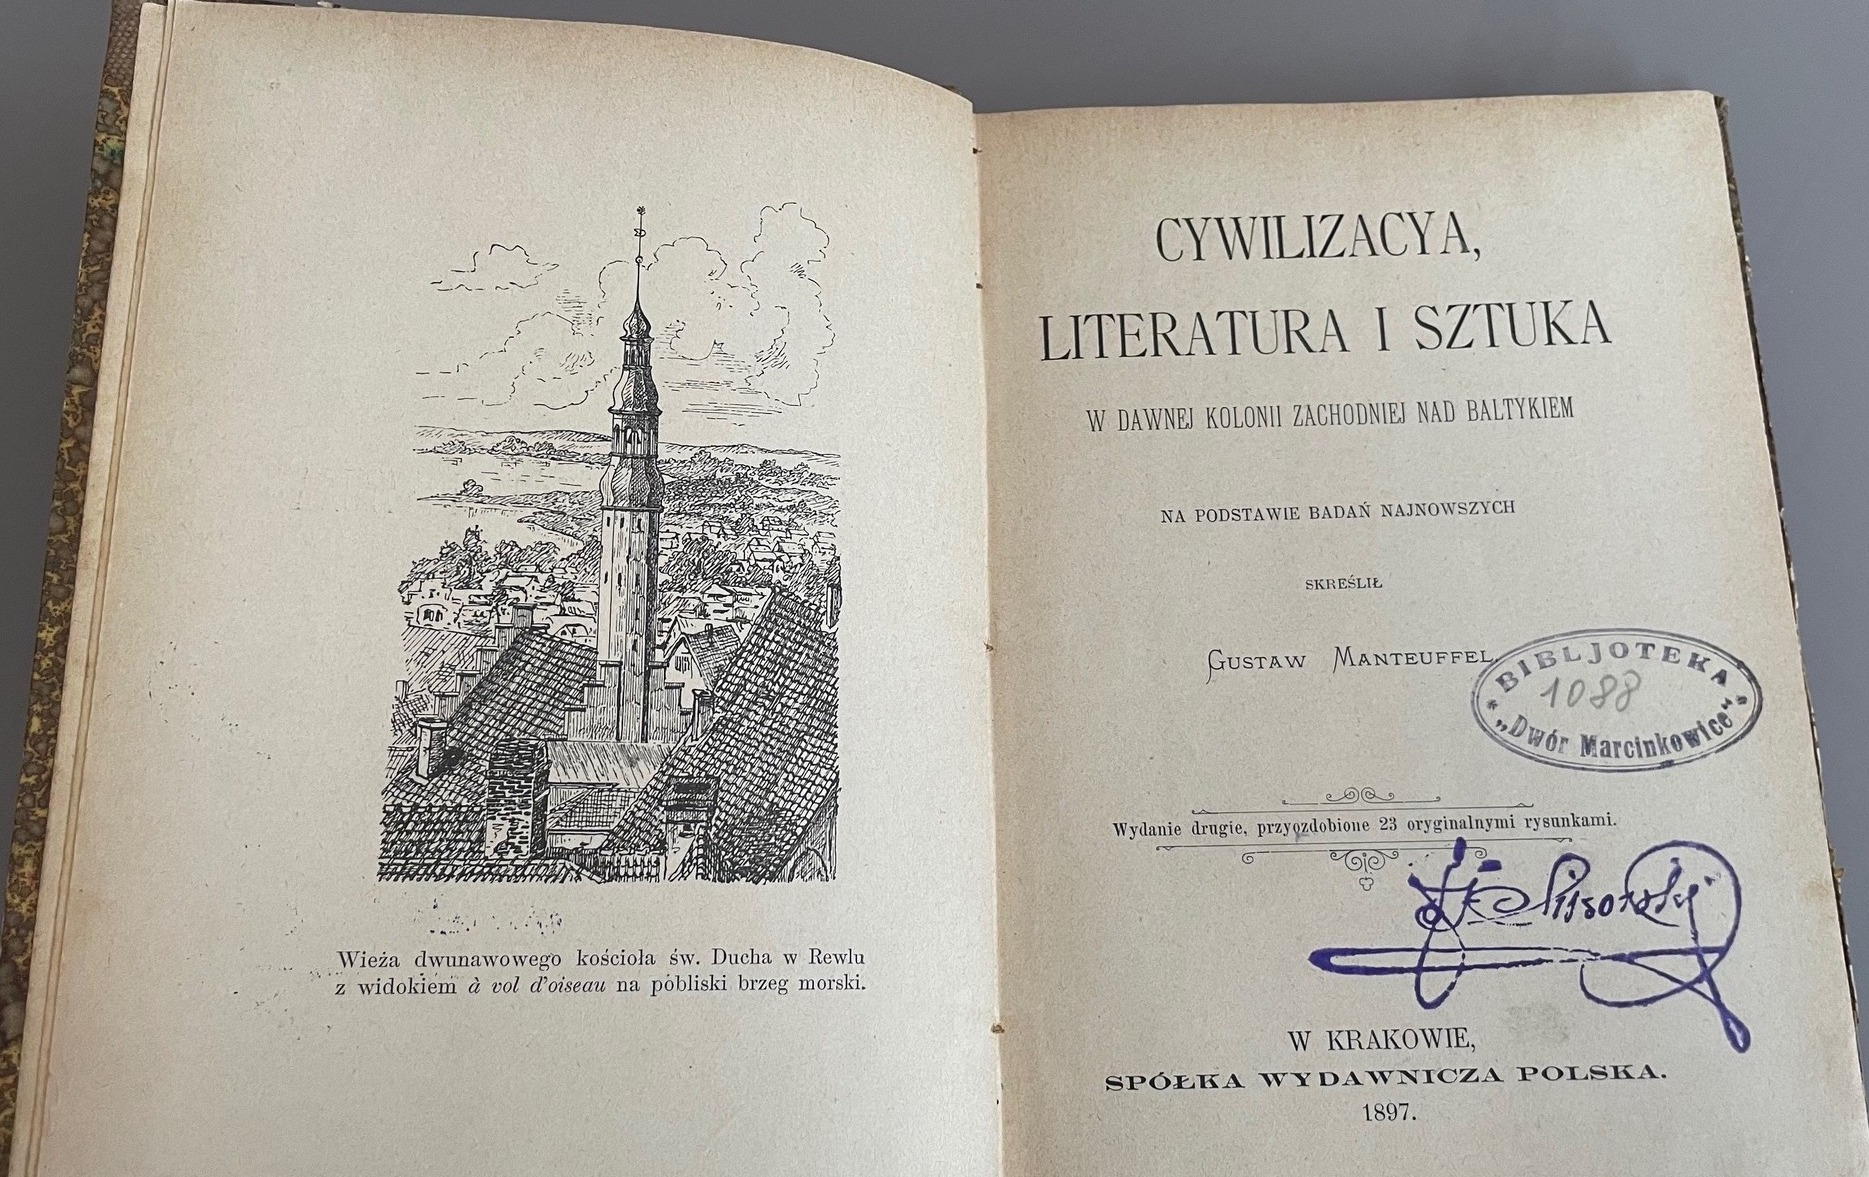 Wieża dwunawowego kościoła św. Ducha w Rewlu
z widokiem à vol d'oiseau na pobliski brzeg morski.
CYWILIZACYA,
LITERATURA I SZTUKA
W DAWNEJ KOLONII ZACHODNIEJ NAD BALTYKIEM
NA PODSTAWIE BADAŃ NAJNOWSZYCH
SKREŚLIŁ
GUSTAW MANTEUFFEL.
* BIBLJOTEKA *
1088
„Dwór Marcinkowice"
Wydanie drugie, przyozdobione 23 oryginalnymi rysunkami.
W KRAKOWIE,
SPÓŁKA WYDAWNICZA POLSKA.
1897.